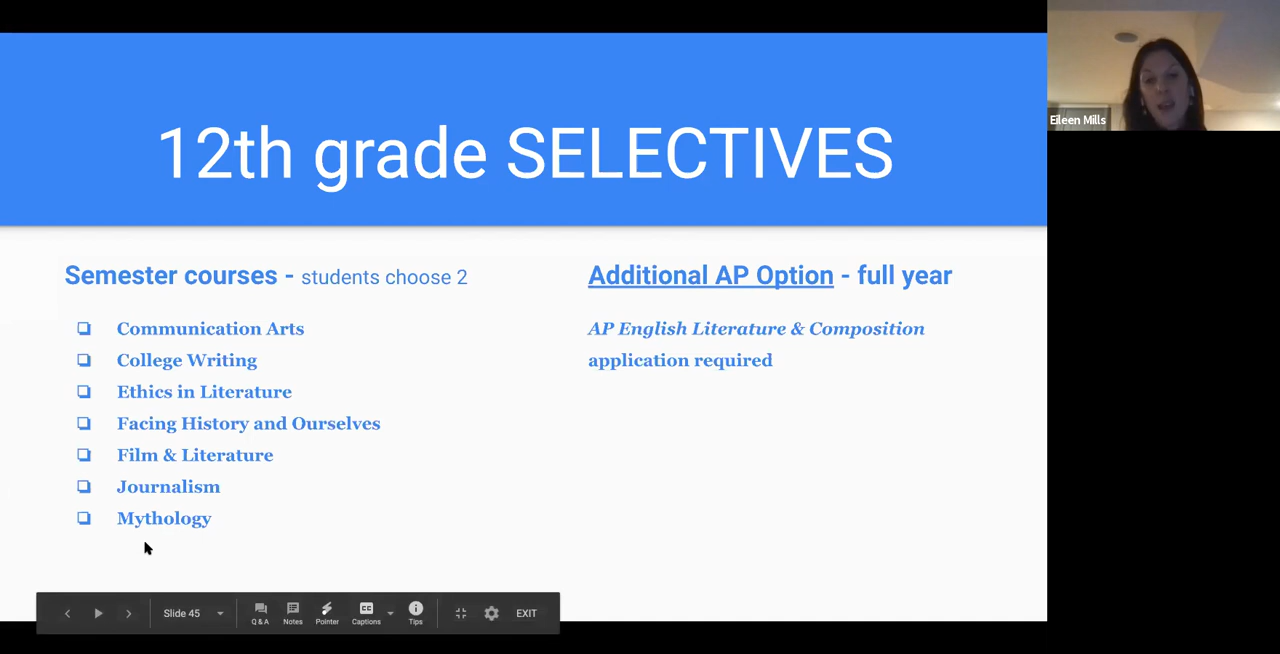 12th grade SELECTIVES
Eileen Mills
Semester courses - students choose 2
Communication Arts
College Writing
Ethics in Literature
Facing History and Ourselves
Film & Literature
Journalism
Mythology
Additional AP Option - full year
AP English Literature & Composition
application required
Slide 45
Q & A
Notes
Pointer
Captions
Tips
EXIT